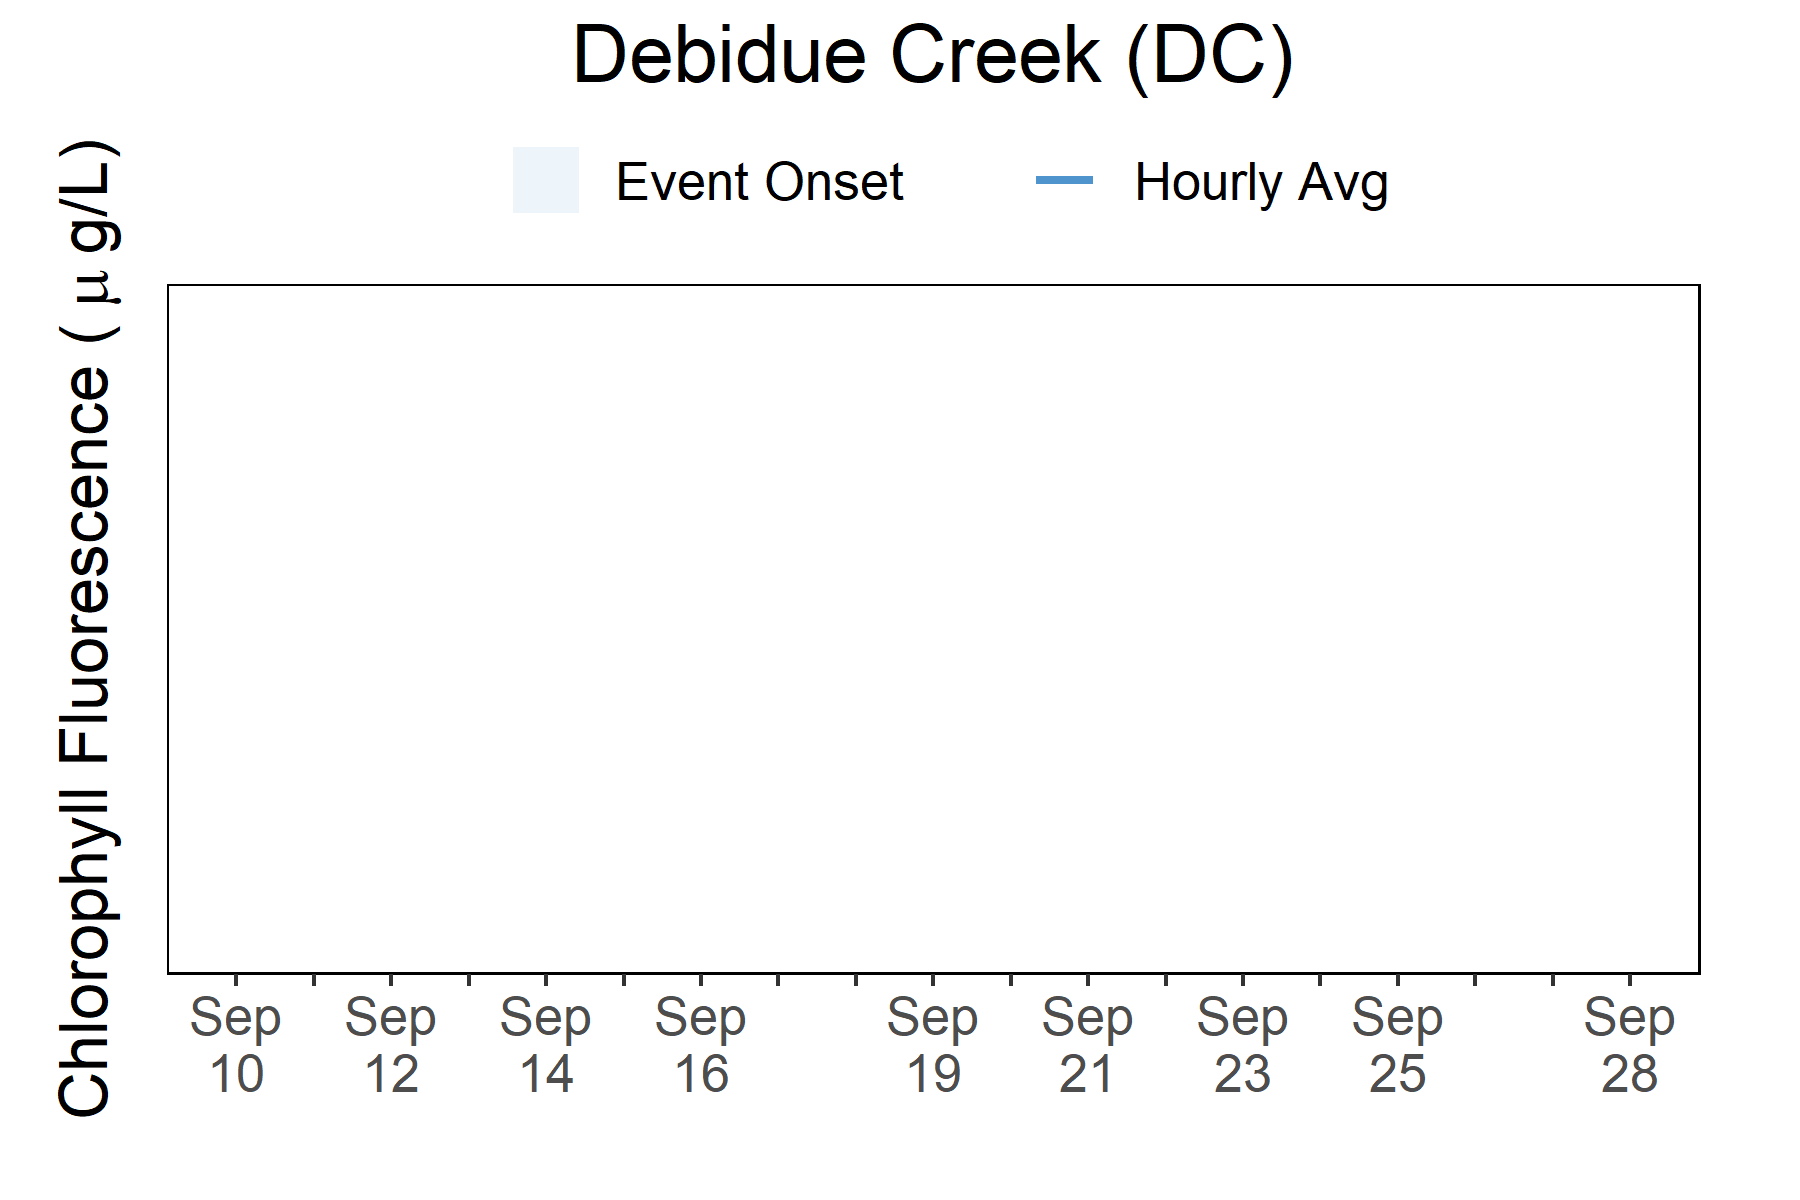 Debidue Creek (DC)
Event Onset
Hourly Avg
Chlorophyll Fluorescence ( μ g/L)
Sep 10
Sep 12
Sep 14
Sep 16
Sep 19
Sep 21
Sep 23
Sep 25
Sep 28